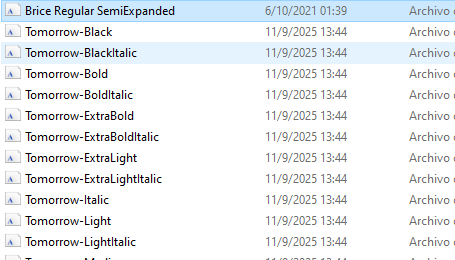 Brice Regular SemiExpanded 6/10/2021 01:39 Archivo
Tomorrow-Black 11/9/2025 13:44 Archivo
Tomorrow-BlackItalic 11/9/2025 13:44 Archivo
Tomorrow-Bold 11/9/2025 13:44 Archivo
Tomorrow-BoldItalic 11/9/2025 13:44 Archivo
Tomorrow-ExtraBold 11/9/2025 13:44 Archivo
Tomorrow-ExtraBoldItalic 11/9/2025 13:44 Archivo
Tomorrow-ExtraLight 11/9/2025 13:44 Archivo
Tomorrow-ExtraLightItalic 11/9/2025 13:44 Archivo
Tomorrow-Italic 11/9/2025 13:44 Archivo
Tomorrow-Light 11/9/2025 13:44 Archivo
Tomorrow-LightItalic 11/9/2025 13:44 Archivo